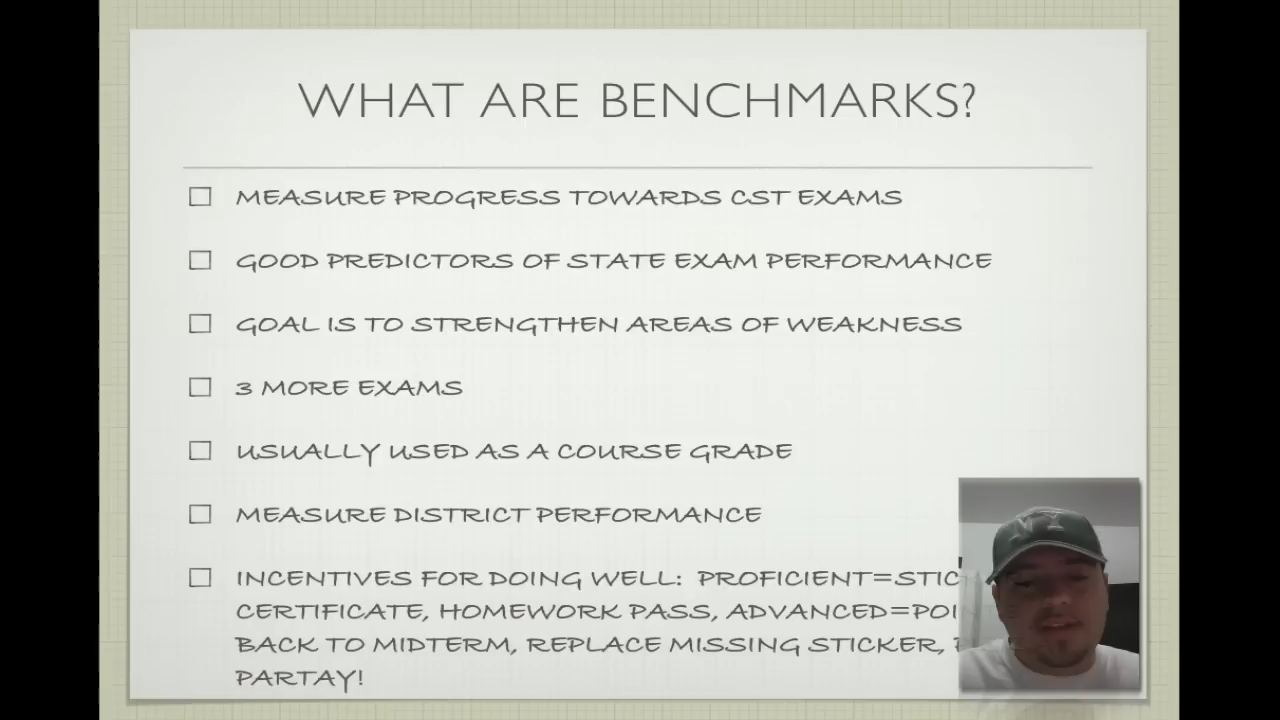 WHAT ARE BENCHMARKS?
MEASURE PROGRESS TOWARDS CST EXAMS
GOOD PREDICTORS OF STATE EXAM PERFORMANCE
GOAL IS TO STRENGTHEN AREAS OF WEAKNESS
3 MORE EXAMS
USUALLY USED AS A COURSE GRADE
MEASURE DISTRICT PERFORMANCE
INCENTIVES FOR DOING WELL: PROFICIENT=
CERTIFICATE, HOMEWORK PASS, ADVANCED=
BACK TO MIDTERM, REPLACE MISSING STICKER,
PARTAY!
NY